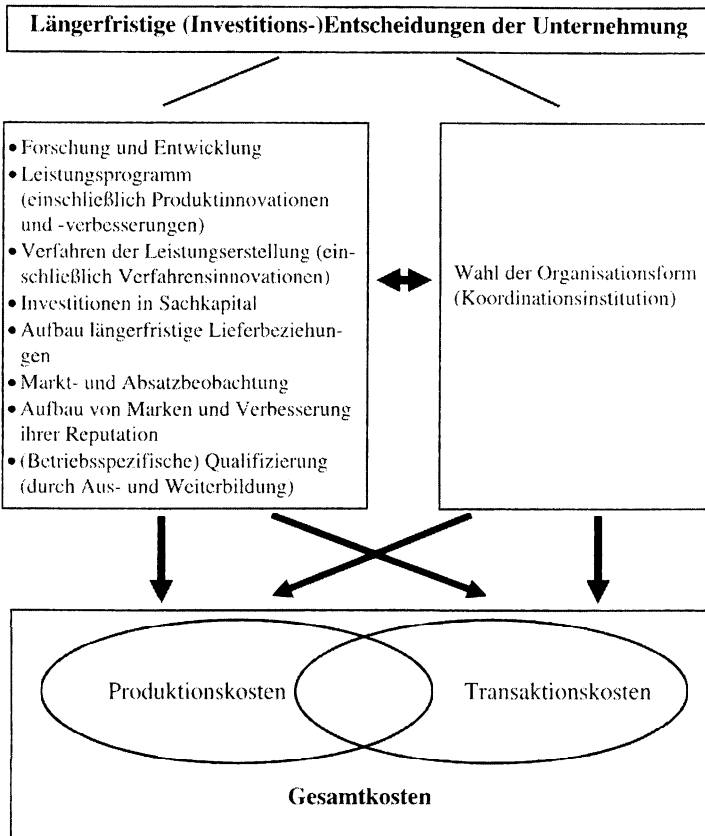 Längerfristige (Investitions-)Entscheidungen der Unternehmung
• Forschung und Entwicklung
• Leistungsprogramm
(einschließlich Produktinnovationen
und -verbesserungen)
• Verfahren der Leistungserstellung (ein-
schließlich Verfahrensinnovationen)
• Investitionen in Sachkapital
• Aufbau längerfristige Lieferbeziehun-
gen
• Markt- und Absatzbeobachtung
• Aufbau von Marken und Verbesserung
ihrer Reputation
• (Betriebsspezifische) Qualifizierung
(durch Aus- und Weiterbildung)
Wahl der Organisationsform
(Koordinationsinstitution)
Produktionskosten
Transaktionskosten
Gesamtkosten